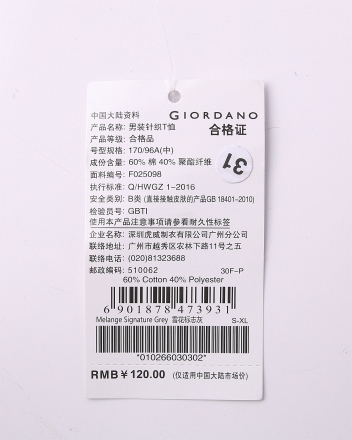 中国大陆资料 GIORDANO
产品名称: 男装针织T恤 合格证
产品等级: 合格品
号型规格: 170/96A(中)
成份含量: 60% 棉 40% 聚酯纤维
31
面料编号: F025098
执行标准: Q/HWGZ 1-2016
安全类别: B类 (直接接触皮肤的产品GB 18401-2010)
检验员号: GBTI
使用本产品注意事项请参看耐久性标签
企业名称: 深圳虎威制衣有限公司广州分公司
联络地址: 广州市越秀区农林下路11号之五
联络电话: (020)81323688
邮政编码: 510062 30F-P
60% Cotton 40% Polyester
6 901878 473931
Melange Signature Grey 雪花标志灰 S-XL
*010266030302*
RMB¥120.00 (仅适用中国大陆市场价)